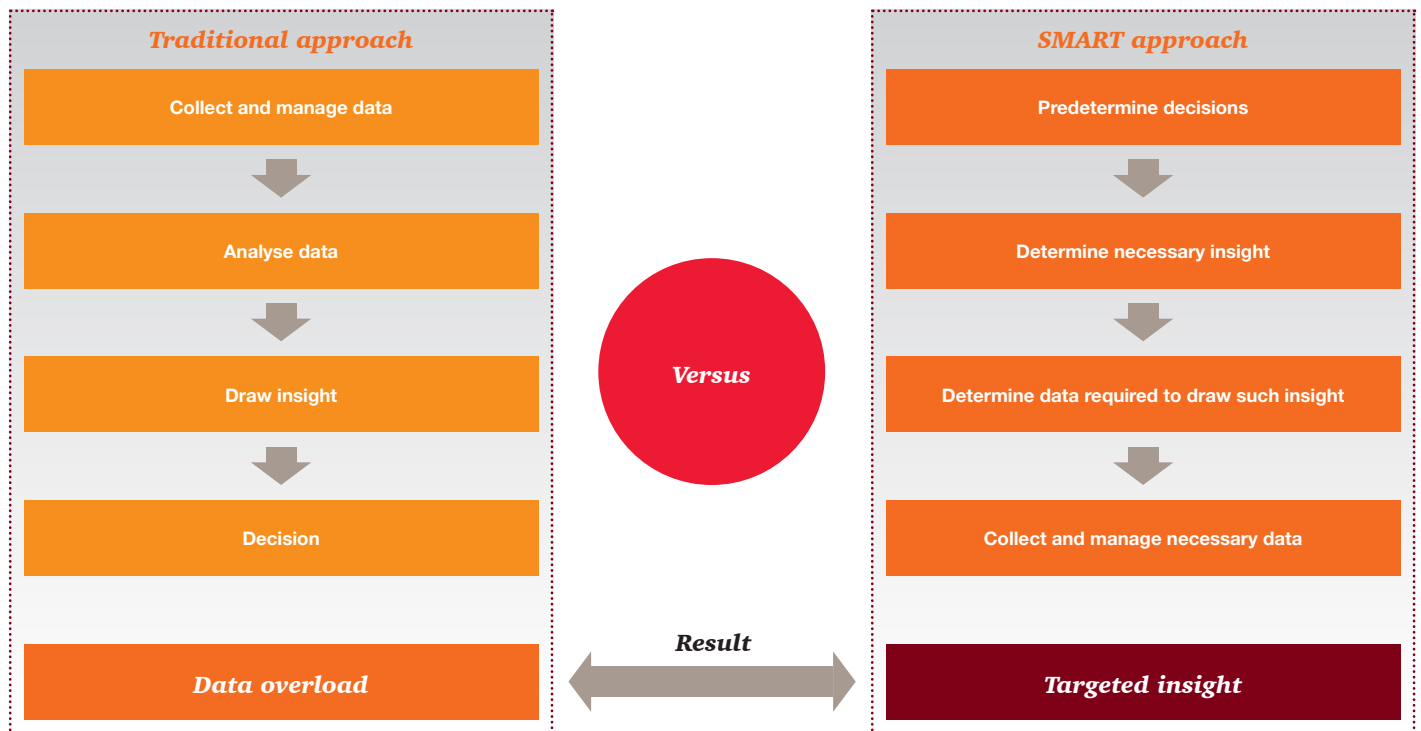 Traditional approach
Collect and manage data
Analyse data
Draw insight
Decision
Data overload
Versus
Result
SMART approach
Predetermine decisions
Determine necessary insight
Determine data required to draw such insight
Collect and manage necessary data
Targeted insight